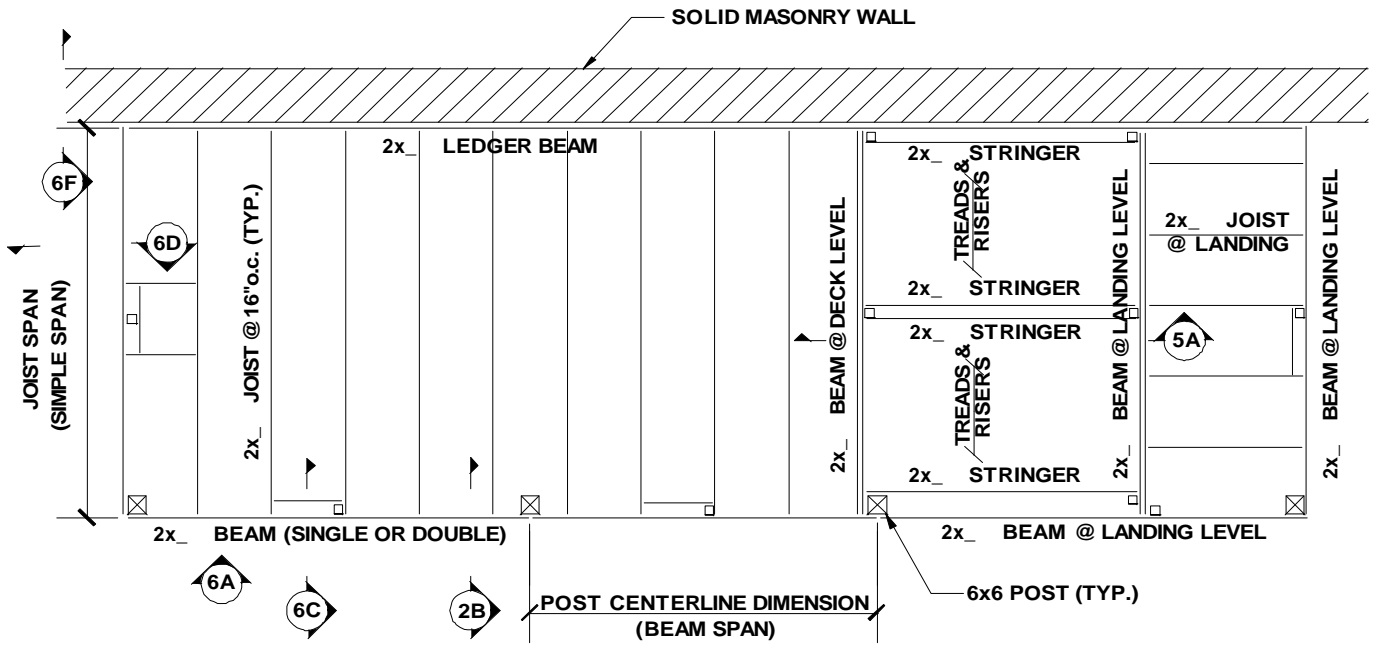 SOLID MASONRY WALL
2x_ LEDGER BEAM
6F
6D
JOIST SPAN
(SIMPLE SPAN)
2x_ JOIST @ 16" o.c. (TYP.)
2x_ BEAM @ DECK LEVEL
2x_ STRINGER
TREADS &
RISERS
2x_ STRINGER
2x_ STRINGER
TREADS &
RISERS
2x_ STRINGER
2x_ BEAM @ LANDING LEVEL
2x_ JOIST
@ LANDING
5A
2x_ BEAM @ LANDING LEVEL
2x_ BEAM (SINGLE OR DOUBLE)
2x_ BEAM @ LANDING LEVEL
6A
6C
2B
POST CENTERLINE DIMENSION
(BEAM SPAN)
6x6 POST (TYP.)